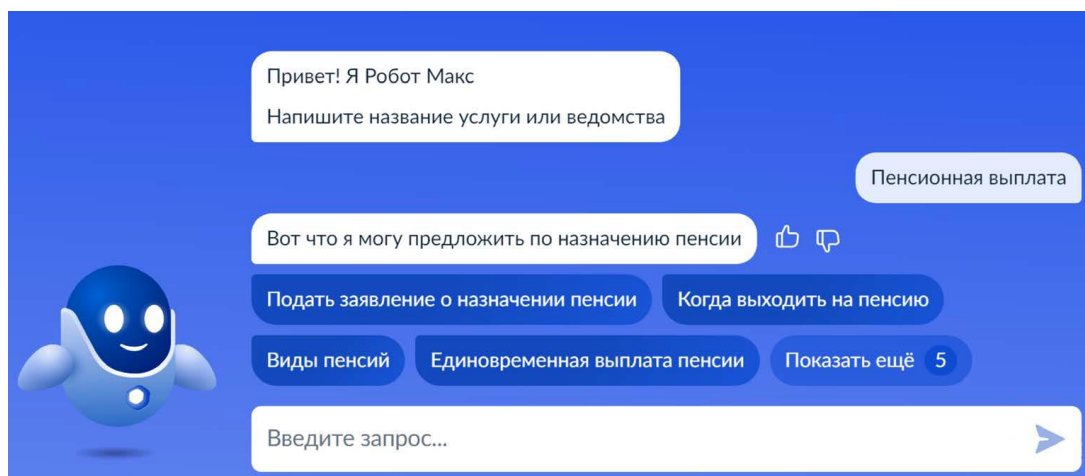 Привет! Я Робот Макс
Напишите название услуги или ведомства
Пенсионная выплата
Вот что я могу предложить по назначению пенсии
Подать заявление о назначении пенсии
Когда выходить на пенсию
Виды пенсий
Единовременная выплата пенсии
Показать ещё 5
Введите запрос...